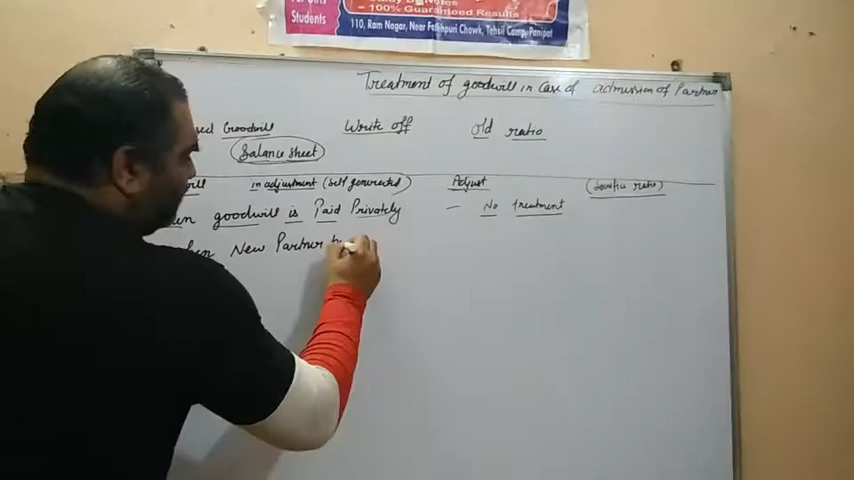 Students
100% Guaranteed Results
110, RAM Nagar, Near Fatehpuri Chowk, Tehsil Camp, Panipat
Treatment of goodwill in Case of admission of Partner
Goodwill Write off Old ratio
Balance Sheet
in adjustment (Self generated) Adjust
goodwill is Paid Privately - No treatment
New Partner